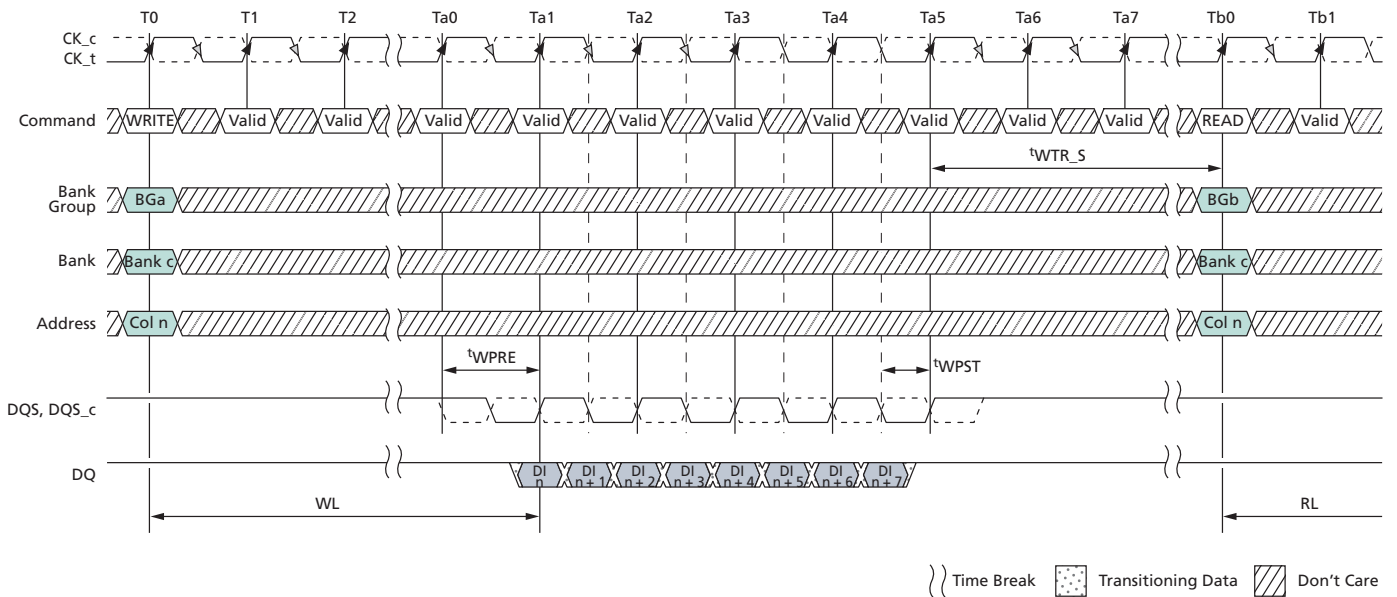 T0 T1 T2 Ta0 Ta1 Ta2 Ta3 Ta4 Ta5 Ta6 Ta7 Tb0 Tb1
CK_c
CK_t
Command WRITE Valid Valid Valid Valid Valid Valid Valid Valid Valid Valid READ Valid
tWTR_S
Bank
Group BGa BGb
Bank Bank c Bank c
Address Col n Col n
tWPRE tWPST
DQS, DQS_c
DQ
DI DI DI DI DI DI DI DI
n n + 1 n + 2 n + 3 n + 4 n + 5 n + 6 n + 7
WL RL
Time Break Transitioning Data Don't Care